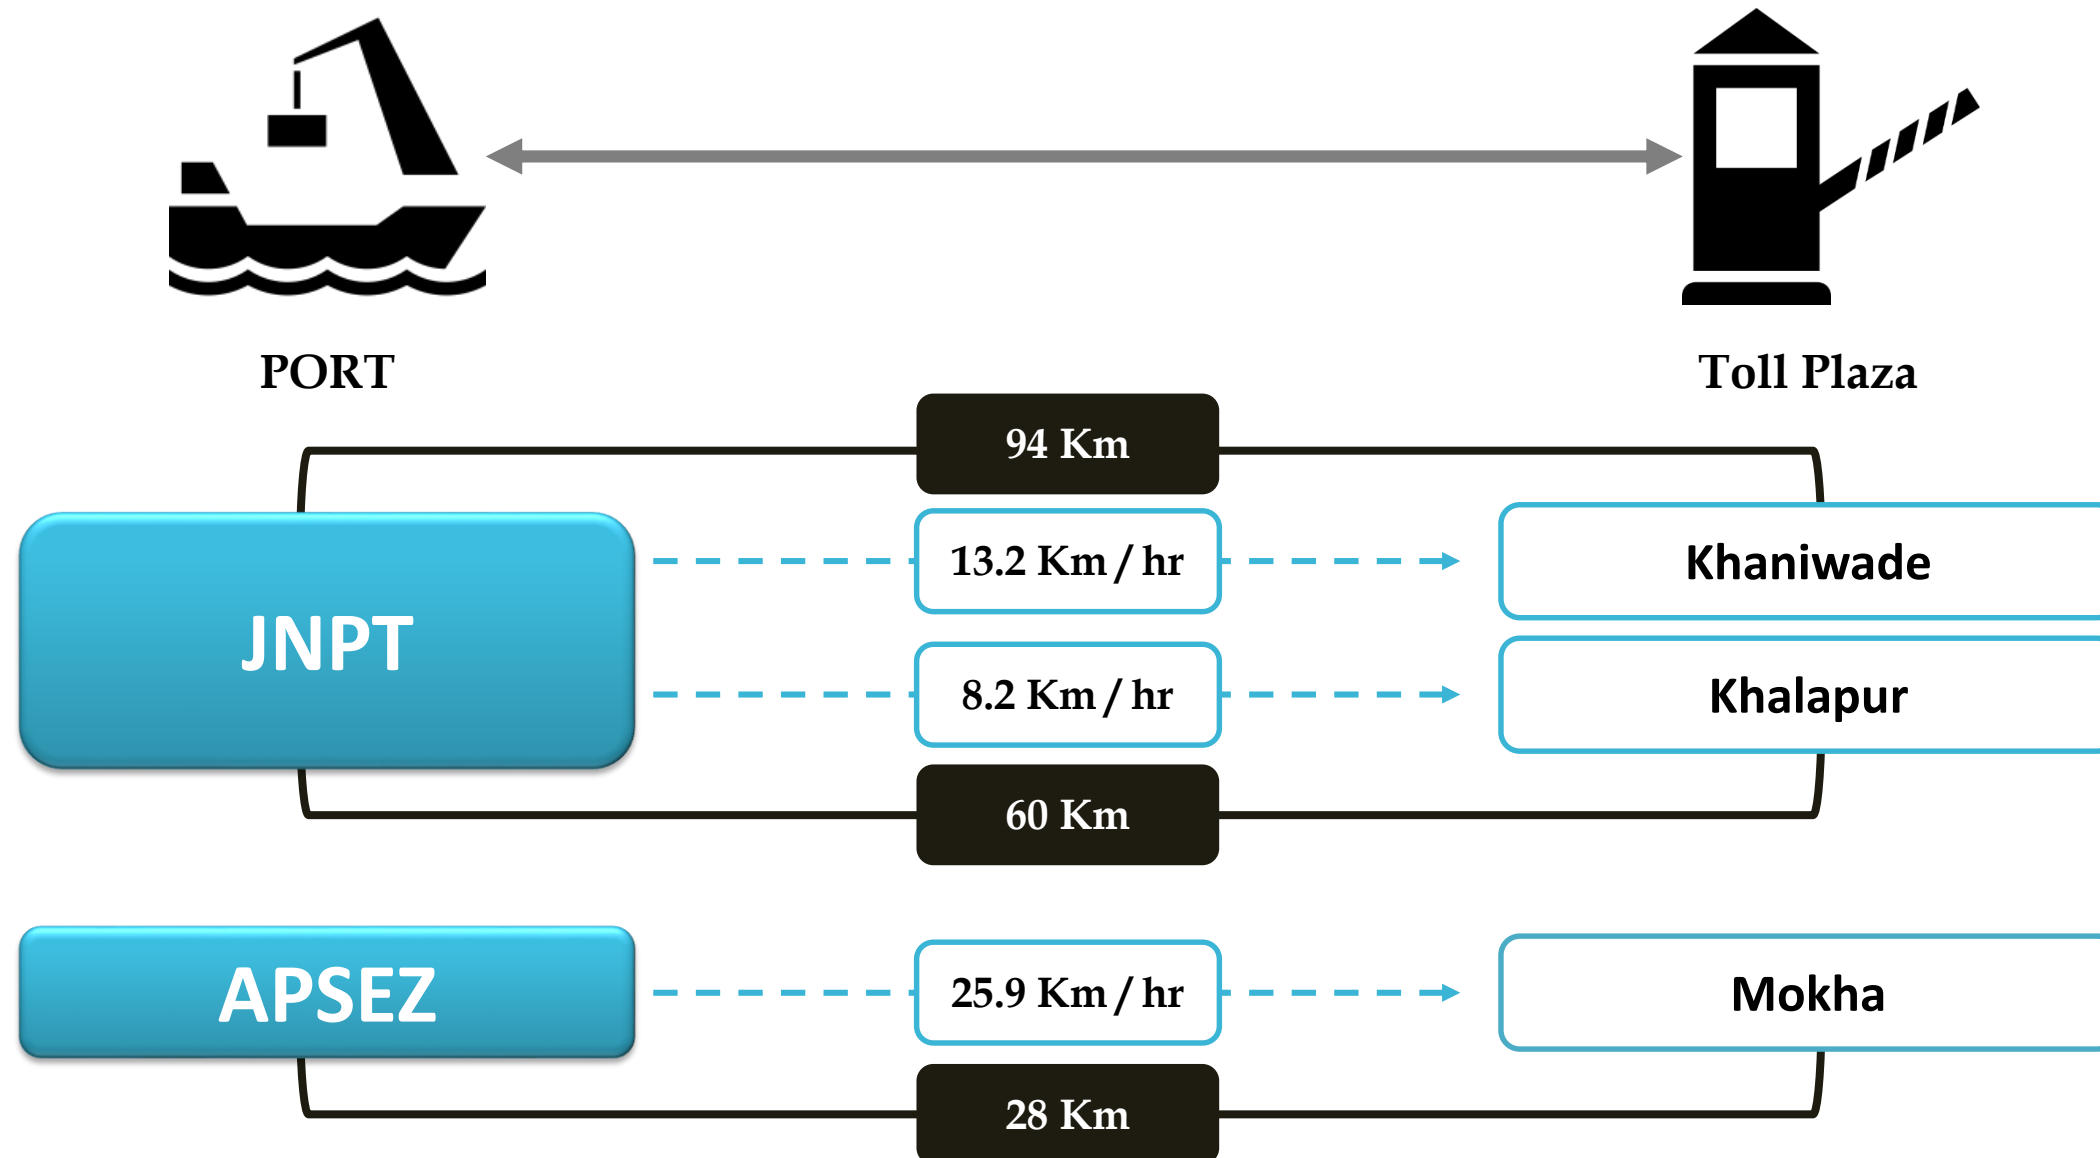 PORT
Toll Plaza
94 Km
JNPT
13.2 Km/hr
Khaniwade
8.2 Km/hr
Khalapur
60 Km
APSEZ
25.9 Km/hr
Mokha
28 Km